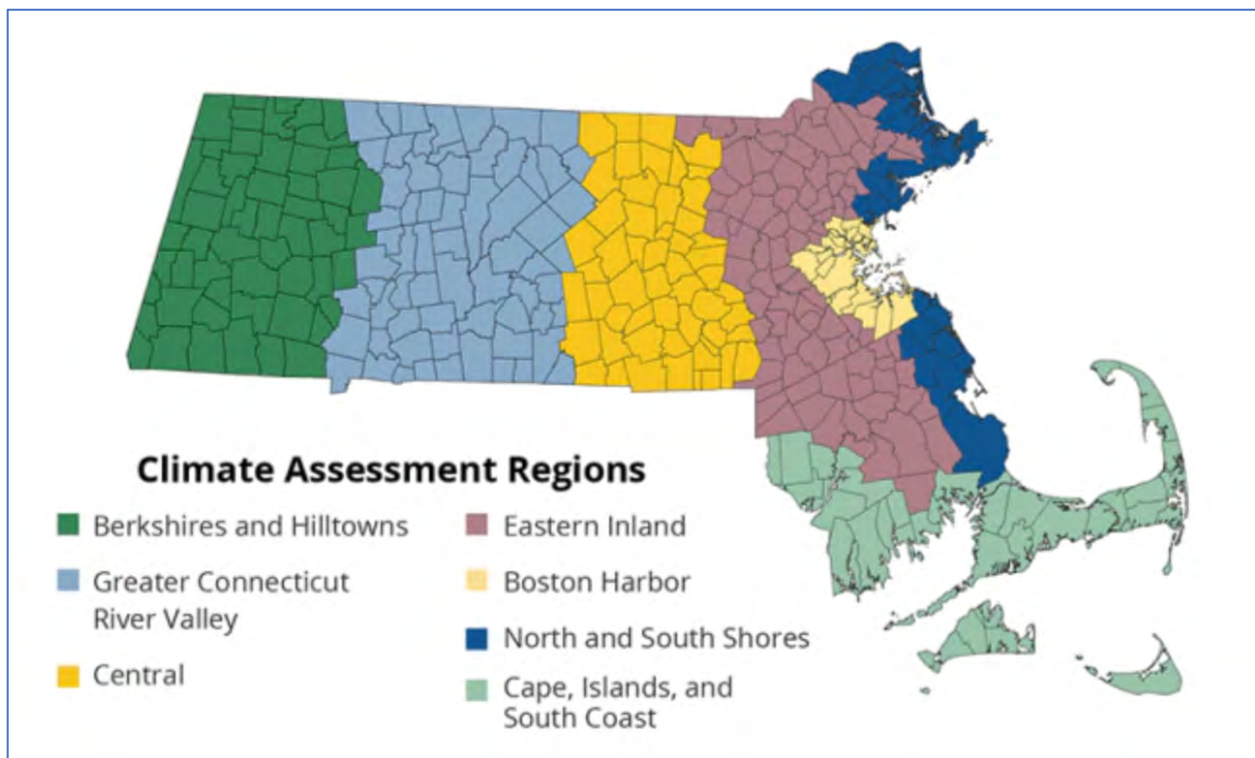 Climate Assessment Regions
Berkshires and Hilltowns
Greater Connecticut
River Valley
Central
Eastern Inland
Boston Harbor
North and South Shores
Cape, Islands, and
South Coast